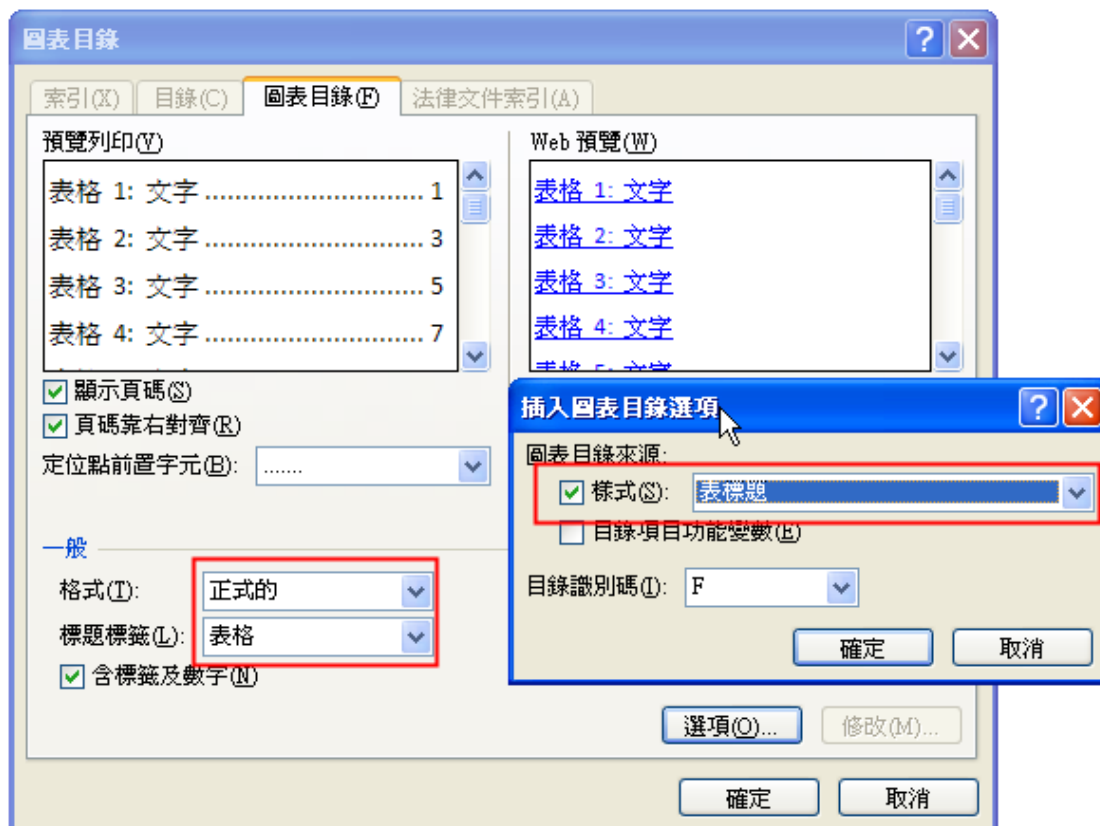 圖表目錄
索引(X) 目錄(C) 圖表目錄(F) 法律文件索引(A)
預覽列印(V)
表格 1: 文字 ............................. 1
表格 2: 文字 ............................. 3
表格 3: 文字 ............................. 5
表格 4: 文字 ............................. 7
Web 預覽(W)
表格 1: 文字
表格 2: 文字
表格 3: 文字
表格 4: 文字
表格 5: 文字
顯示頁碼(S)
頁碼靠右對齊(R)
定位點前置字元(B): .......
一般
格式(T): 正式的
標題標籤(L): 表格
含標籤及數字(N)
選項(O)... 修改(M)...
確定 取消
插入圖表目錄選項
圖表目錄來源:
樣式(S): 表標題
目錄項目功能變數(E)
目錄識別碼(I): F
確定 取消